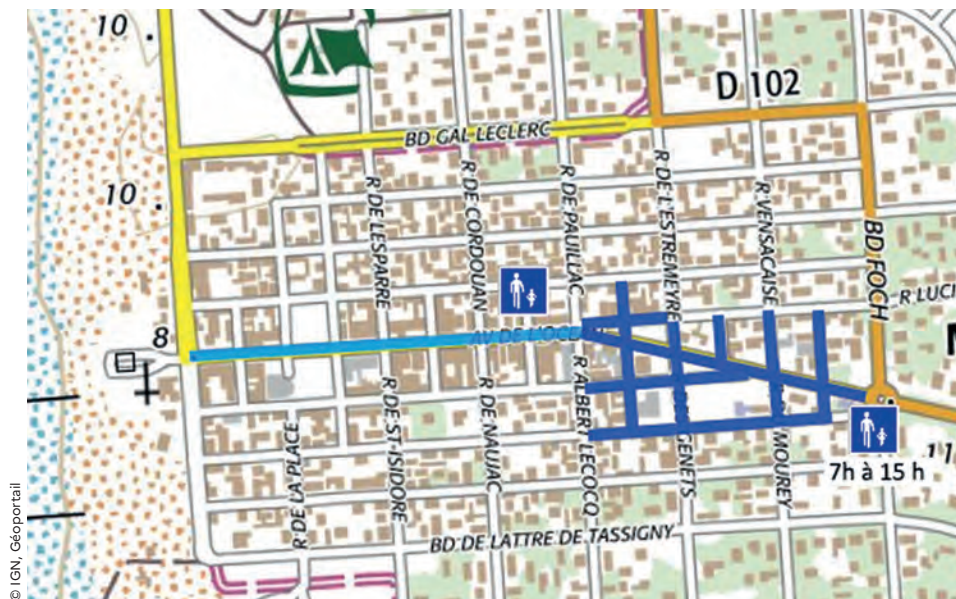 10
D 102
BD GAL LECLERC
10
R DE LESPARRE
R DE CORDOUAN
R DE PAUILLAC
R DE L'ESTREMEYRE
R VENSACAISE
BD FOCH
R LUCI
8
AV DE L'OC
R DE LA PLACE
R DE ST-ISIDORE
R DE NAUJAC
R ALBERT LECOCQ
GENETS
MOUREY
7h à 15 h
11
BD DE LATTRE DE TASSIGNY
M
© IGN, Géoportail